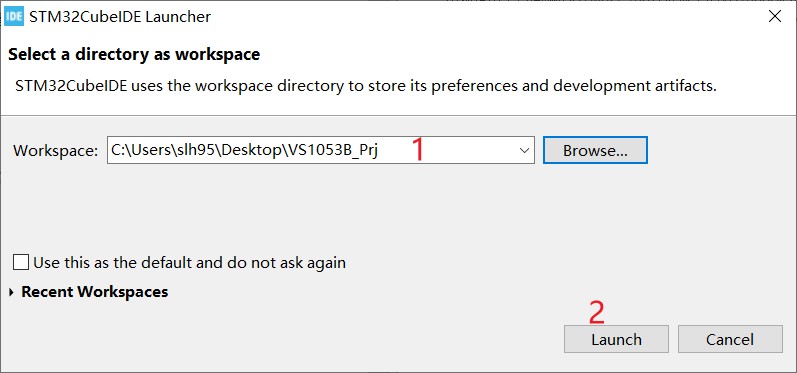 IDE STM32CubeIDE Launcher
Select a directory as workspace
STM32CubeIDE uses the workspace directory to store its preferences and development artifacts.
Workspace: C:\Users\slh95\Desktop\VS1053B_Prj 1 Browse...
Use this as the default and do not ask again
Recent Workspaces
2
Launch Cancel